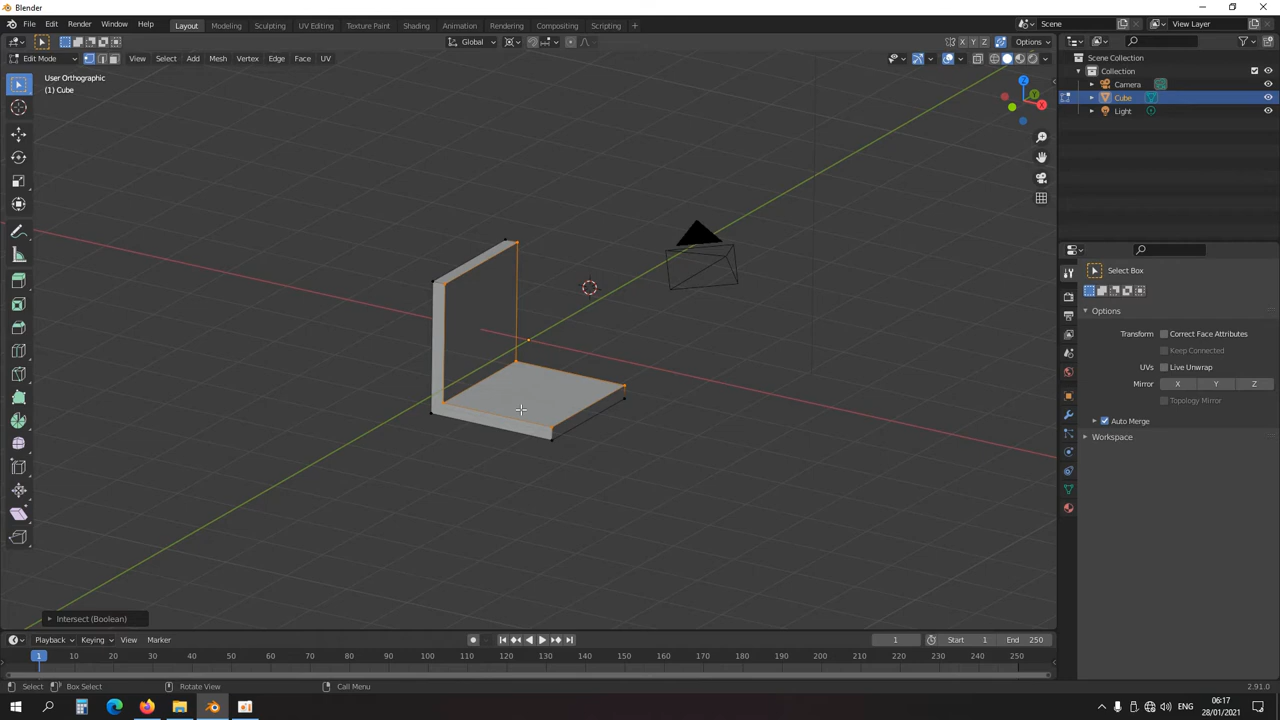 Blender
File Edit Render Window Help
Layout Modeling Sculpting UV Editing Texture Paint Shading Animation Rendering Compositing Scripting +
Scene
View Layer
Global
X Y Z
Options
Edit Mode
View Select Add Mesh Vertex Edge Face UV
User Orthographic
(1) Cube
Z
Y
X
Scene Collection
Collection
Camera
Cube
Light
Select Box
Options
Transform Correct Face Attributes
Keep Connected
UVs Live Unwrap
Mirror X Y Z
Topology Mirror
Auto Merge
Workspace
Intersect (Boolean)
Playback Keying View Marker
1
Start 1
End 250
1 10 20 30 40 50 60 70 80 90 100 110 120 130 140 150 160 170 180 190 200 210 220 230 240 250
Select Box Select Rotate View Call Menu
2.91.0
ENG
06:17
28/01/2021